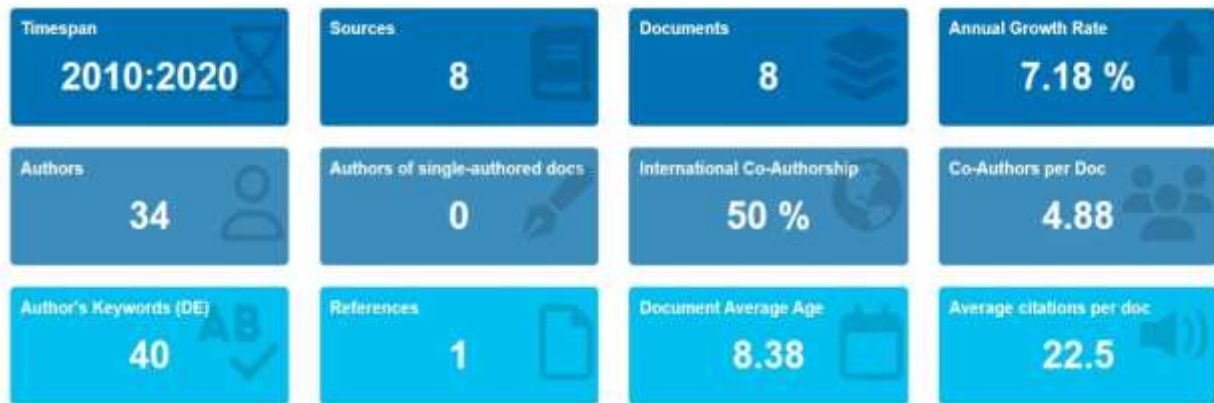 Timespan
2010:2020
Sources
8
Documents
8
Annual Growth Rate
7.18 %
Authors
34
Authors of single-authored docs
0
International Co-Authorship
50 %
Co-Authors per Doc
4.88
Author's Keywords (DE)
AB
40
References
1
Document Average Age
8.38
Average citations per doc
22.5